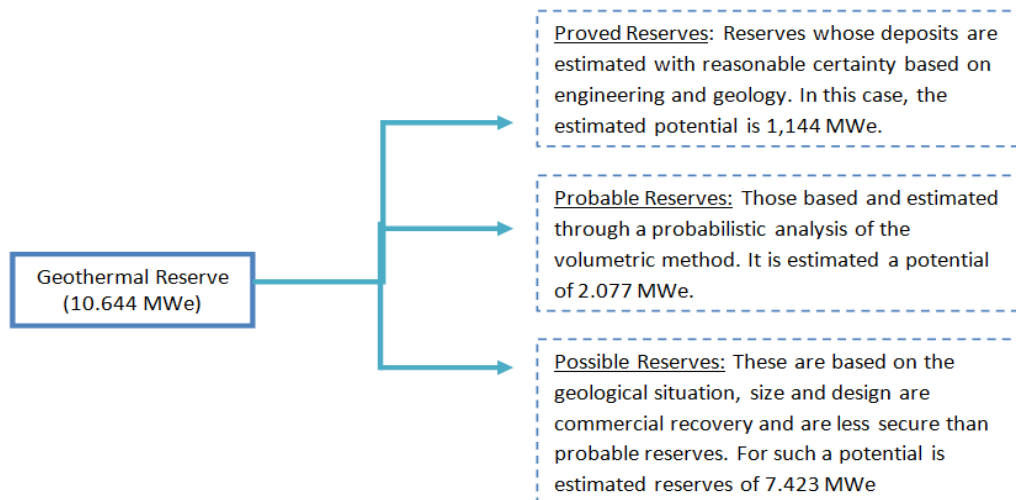 Proved Reserves: Reserves whose deposits are
estimated with reasonable certainty based on
engineering and geology. In this case, the
estimated potential is 1,144 MWe.
Probable Reserves: Those based and estimated
through a probabilistic analysis of the
volumetric method. It is estimated a potential
of 2.077 MWe.
Geothermal Reserve
(10.644 MWe)
Possible Reserves: These are based on the
geological situation, size and design are
commercial recovery and are less secure than
probable reserves. For such a potential is
estimated reserves of 7.423 MWe